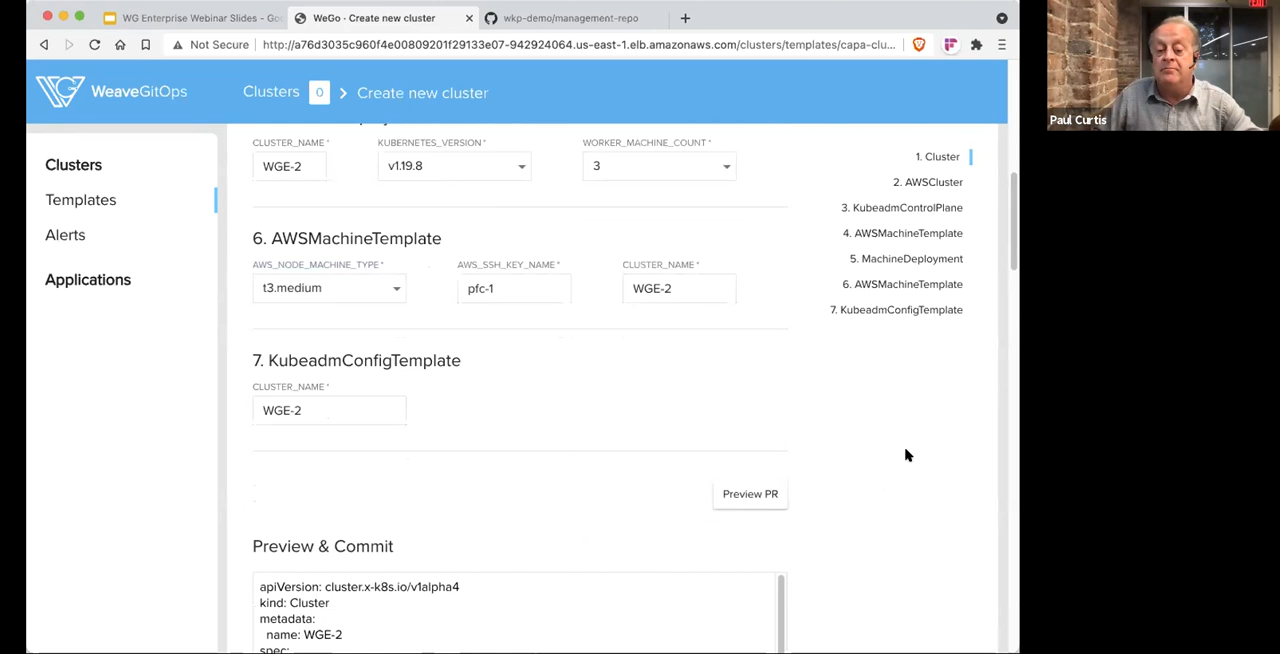 WG Enterprise Webinar Slides - Goo
WeGo · Create new cluster
wkp-demo/management-repo
Not Secure
http://a76d3035c960f4e00809201f29133e07-942924064.us-east-1.elb.amazonaws.com/clusters/templates/capa-clu...
WeaveGitOps
Clusters 0 > Create new cluster
Clusters
Templates
Alerts
Applications
CLUSTER_NAME *
KUBERNETES_VERSION *
WORKER_MACHINE_COUNT *
WGE-2
v1.19.8
3
6. AWSMachineTemplate
AWS_NODE_MACHINE_TYPE *
AWS_SSH_KEY_NAME *
CLUSTER_NAME *
t3.medium
pfc-1
WGE-2
7. KubeadmConfigTemplate
CLUSTER_NAME *
WGE-2
Preview PR
Preview & Commit
apiVersion: cluster.x-k8s.io/v1alpha4
kind: Cluster
metadata:
name: WGE-2
spec:
1. Cluster
2. AWSCluster
3. KubeadmControlPlane
4. AWSMachineTemplate
5. MachineDeployment
6. AWSMachineTemplate
7. KubeadmConfigTemplate
EXIT
Paul Curtis